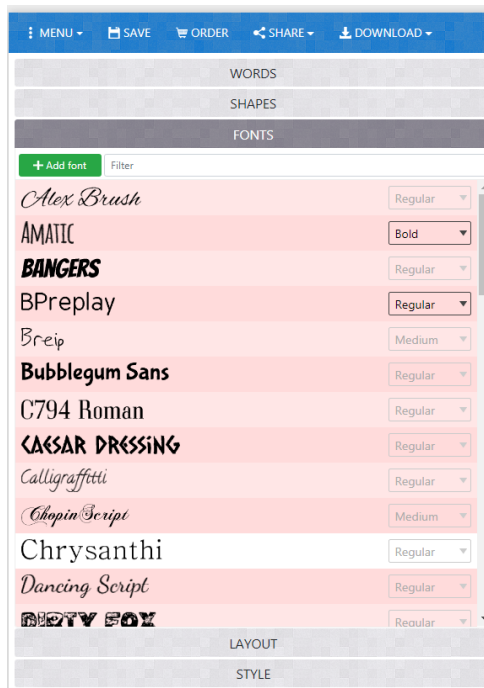 MENU SAVE ORDER SHARE DOWNLOAD
WORDS
SHAPES
FONTS
+ Add font Filter
Alex Brush Regular
AMATIC Bold
BANGERS Regular
BPreplay Regular
Breip Medium
Bubblegum Sans Regular
C794 Roman Regular
CAESAR DRESSING Regular
Calligraffitti Regular
Chopin Script Medium
Chrysanthi Regular
Dancing Script Regular
DIRTY FOX Regular
LAYOUT
STYLE